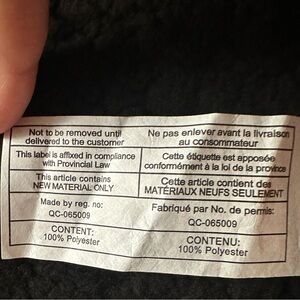 Not to be removed until
delivered to the customer
Ne pas enlever avant la livraison
au consommateur
This label is affixed in compliance
with Provincial Law
Cette étiquette est apposée
conformément à la loi de la province
This article contains
NEW MATERIAL ONLY
Cette article contient des
MATÉRIAUX NEUFS SEULEMENT
Made by reg. no:
QC-065009
Fabriqué par No. de permis:
QC-065009
CONTENT:
100% Polyester
CONTENU:
100% Polyester